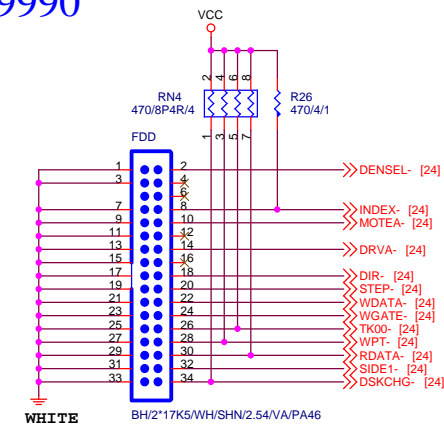 9990
VCC
2 4 6 8
RN4
470/8P4R/4
R26
470/4/1
1 3 5 7
FDD
1 2 DENSEL- [24]
3 4
6
7 8 INDEX- [24]
9 10 MOTEA- [24]
11 12
13 14 DRVA- [24]
15 16
17 18 DIR- [24]
19 20 STEP- [24]
21 22 WDATA- [24]
23 24 WGATE- [24]
25 26 TK00- [24]
27 28 WPT- [24]
29 30 RDATA- [24]
31 32 SIDE1- [24]
33 34 DSKCHG- [24]
WHITE
BH/2*17K5/WH/SHN/2.54/VA/PA46